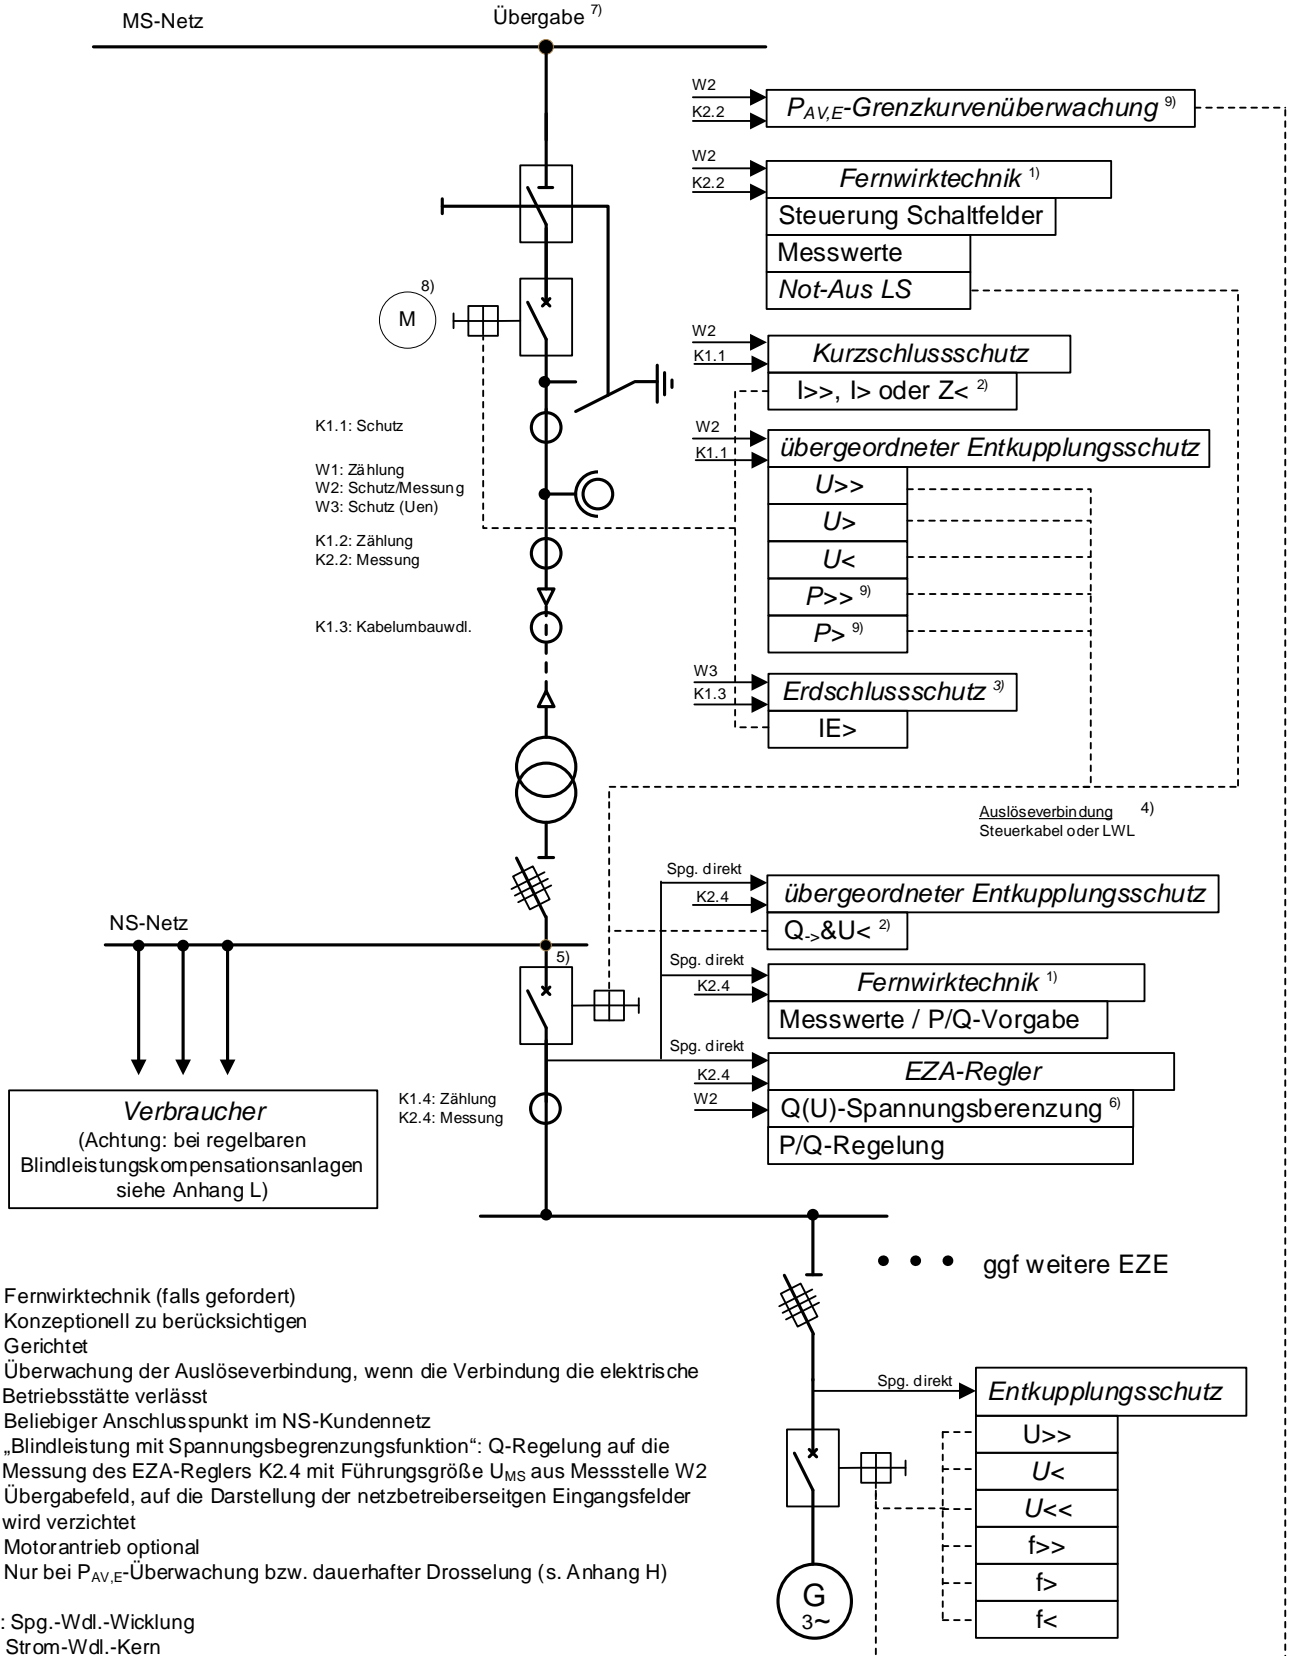 MS-Netz
Übergabe 7)
W2
K2.2
P_AV,E-Grenzkurvenüberwachung 9)
W2
K2.2
Fernwirktechnik 1)
Steuerung Schaltfelder
Messwerte
Not-Aus LS
8)
M
W2
K1.1
Kurzschlussschutz
I>>, I> oder Z< 2)
K1.1: Schutz
W1: Zählung
W2: Schutz/Messung
W3: Schutz (Uen)
K1.2: Zählung
K2.2: Messung
K1.3: Kabelumbauwdl.
W2
K1.1
übergeordneter Entkupplungsschutz
U>>
U>
U<
P>> 9)
P> 9)
W3
K1.3
Erdschlussschutz 3)
IE>
Auslöseverbindung 4)
Steuerkabel oder LWL
Spg. direkt
K2.4
übergeordneter Entkupplungsschutz
Q->&U< 2)
NS-Netz
5)
Spg. direkt
K2.4
Fernwirktechnik 1)
Messwerte / P/Q-Vorgabe
Spg. direkt
K2.4
W2
EZA-Regler
Q(U)-Spannungsberenzung 6)
P/Q-Regelung
K1.4: Zählung
K2.4: Messung
Verbraucher
(Achtung: bei regelbaren
Blindleistungskompensationsanlagen
siehe Anhang L)
ggf weitere EZE
Fernwirktechnik (falls gefordert)
Konzeptionell zu berücksichtigen
Gerichtet
Überwachung der Auslöseverbindung, wenn die Verbindung die elektrische
Betriebsstätte verlässt
Beliebiger Anschlusspunkt im NS-Kundennetz
„Blindleistung mit Spannungsbegrenzungsfunktion“: Q-Regelung auf die
Messung des EZA-Reglers K2.4 mit Führungsgröße U_MS aus Messstelle W2
Übergabefeld, auf die Darstellung der netzbetreiberseitgen Eingangsfelder
wird verzichtet
Motorantrieb optional
Nur bei P_AV,E-Überwachung bzw. dauerhafter Drosselung (s. Anhang H)
: Spg.-Wdl.-Wicklung
Strom-Wdl.-Kern
Spg. direkt
Entkupplungsschutz
U>>
U<
U<<
f>>
f>
f<
G
3~